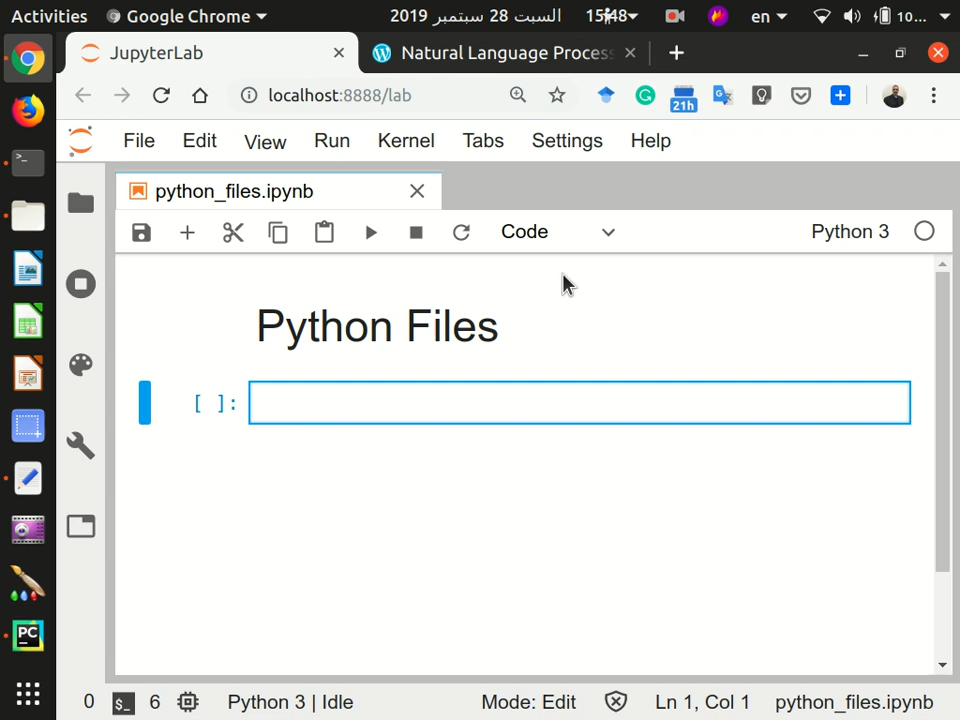 Activities Google Chrome السبت 28 سبتمبر 2019 en 10...
JupyterLab Natural Language Process
localhost:8888/lab 21h
File Edit View Run Kernel Tabs Settings Help
python_files.ipynb
Code Python 3
Python Files
[ ]:
PC
0 $_ 6 Python 3 | Idle Mode: Edit Ln 1, Col 1 python_files.ipynb